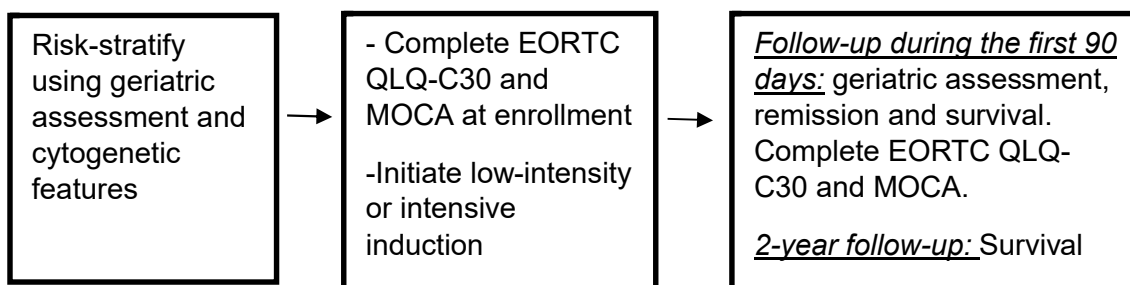 Risk-stratify
using geriatric
assessment and
cytogenetic
features
- Complete EORTC
QLQ-C30 and
MOCA at enrollment
-Initiate low-intensity
or intensive
induction
Follow-up during the first 90
days: geriatric assessment,
remission and survival.
Complete EORTC QLQ-
C30 and MOCA.
2-year follow-up: Survival